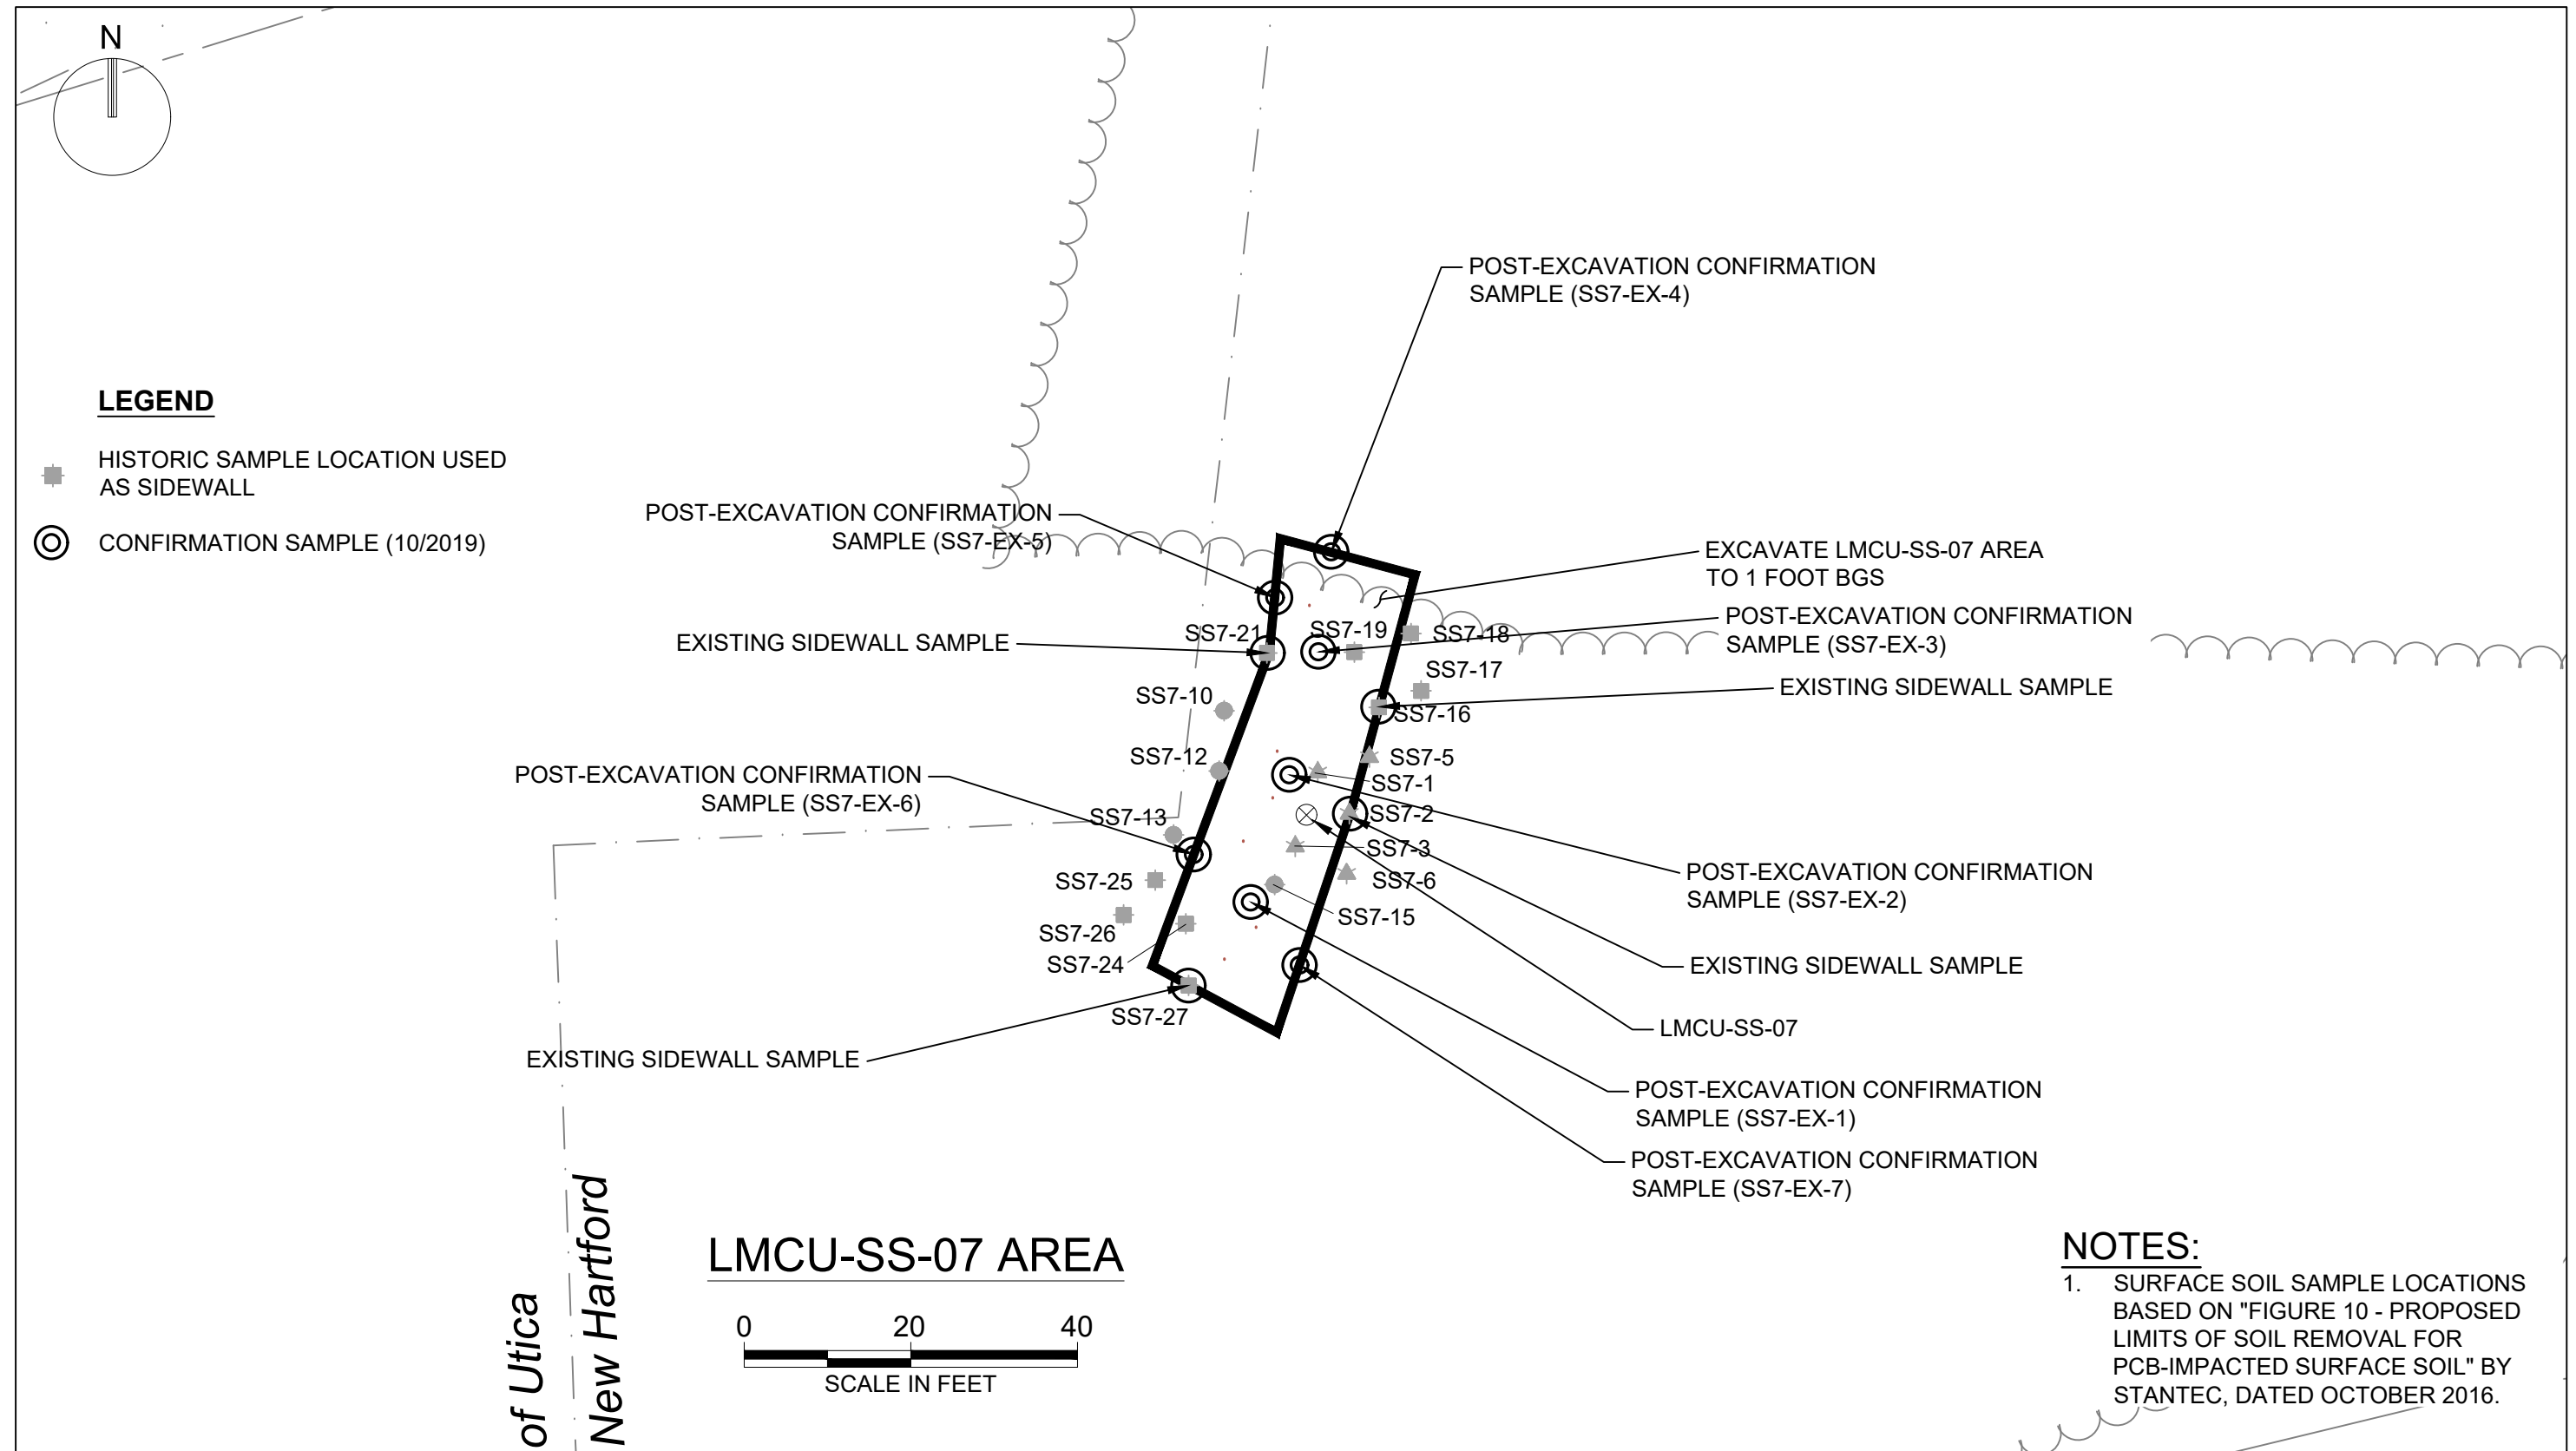 N
POST-EXCAVATION CONFIRMATION
SAMPLE (SS7-EX-4)
LEGEND
HISTORIC SAMPLE LOCATION USED
AS SIDEWALL
CONFIRMATION SAMPLE (10/2019)
POST-EXCAVATION CONFIRMATION
SAMPLE (SS7-EX-5)
EXCAVATE LMCU-SS-07 AREA
TO 1 FOOT BGS
POST-EXCAVATION CONFIRMATION
SAMPLE (SS7-EX-3)
EXISTING SIDEWALL SAMPLE
SS7-21
SS7-19
SS7-18
SS7-17
EXISTING SIDEWALL SAMPLE
SS7-10
SS7-16
SS7-12
SS7-5
POST-EXCAVATION CONFIRMATION
SAMPLE (SS7-EX-6)
SS7-1
SS7-13
SS7-2
SS7-3
SS7-25
SS7-6
POST-EXCAVATION CONFIRMATION
SAMPLE (SS7-EX-2)
SS7-26
SS7-15
SS7-24
EXISTING SIDEWALL SAMPLE
SS7-27
LMCU-SS-07
EXISTING SIDEWALL SAMPLE
POST-EXCAVATION CONFIRMATION
SAMPLE (SS7-EX-1)
POST-EXCAVATION CONFIRMATION
SAMPLE (SS7-EX-7)
of Utica
New Hartford
LMCU-SS-07 AREA
0 20 40
SCALE IN FEET
NOTES:
1. SURFACE SOIL SAMPLE LOCATIONS
BASED ON "FIGURE 10 - PROPOSED
LIMITS OF SOIL REMOVAL FOR
PCB-IMPACTED SURFACE SOIL" BY
STANTEC, DATED OCTOBER 2016.